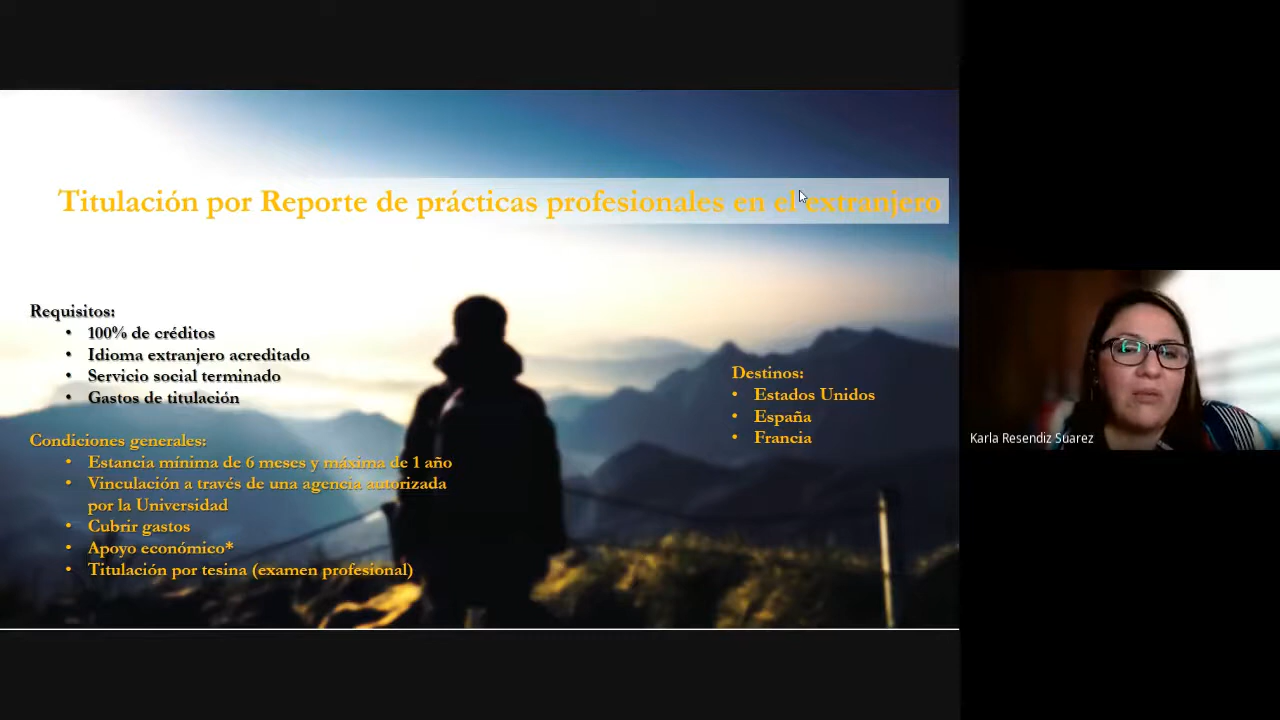 Titulación por Reporte de prácticas profesionales en el extranjero
Requisitos:
• 100% de créditos
• Idioma extranjero acreditado
• Servicio social terminado
• Gastos de titulación
Condiciones generales:
• Estancia mínima de 6 meses y máxima de 1 año
• Vinculación a través de una agencia autorizada
por la Universidad
• Cubrir gastos
• Apoyo económico*
• Titulación por tesina (examen profesional)
Destinos:
• Estados Unidos
• España
• Francia
Karla Resendiz Suarez